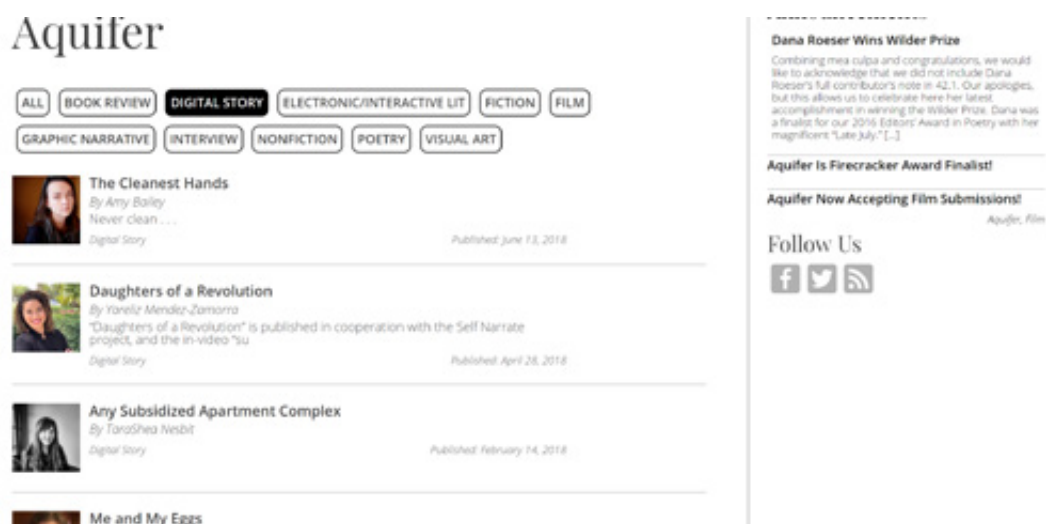 Aquifer
ALL BOOK REVIEW DIGITAL STORY ELECTRONIC/INTERACTIVE LIT FICTION FILM
GRAPHIC NARRATIVE INTERVIEW NONFICTION POETRY VISUAL ART
The Cleanest Hands
By Amy Bailey
Never clean . . .
Digital Story Published: June 13, 2018
Daughters of a Revolution
By Yareliz Mendez-Zamorra
"Daughters of a Revolution" is published in cooperation with the Self Narrate
project, and the in-video "su
Digital Story Published: April 28, 2018
Any Subsidized Apartment Complex
By TaraShea Nesbit
Digital Story Published: February 14, 2018
Me and My Eggs
Dana Roeser Wins Wilder Prize
Combining mea culpa and congratulations, we would
like to acknowledge that we did not include Dana
Roeser's full contributor's note in 42.1. Our apologies,
but this allows us to celebrate here her latest
accomplishment in winning the Wilder Prize. Dana was
a finalist for our 2016 Editors' Award in Poetry with her
magnificent "Late July." [...]
Aquifer Is Firecracker Award Finalist!
Aquifer Now Accepting Film Submissions!
Aquifer, Film
Follow Us